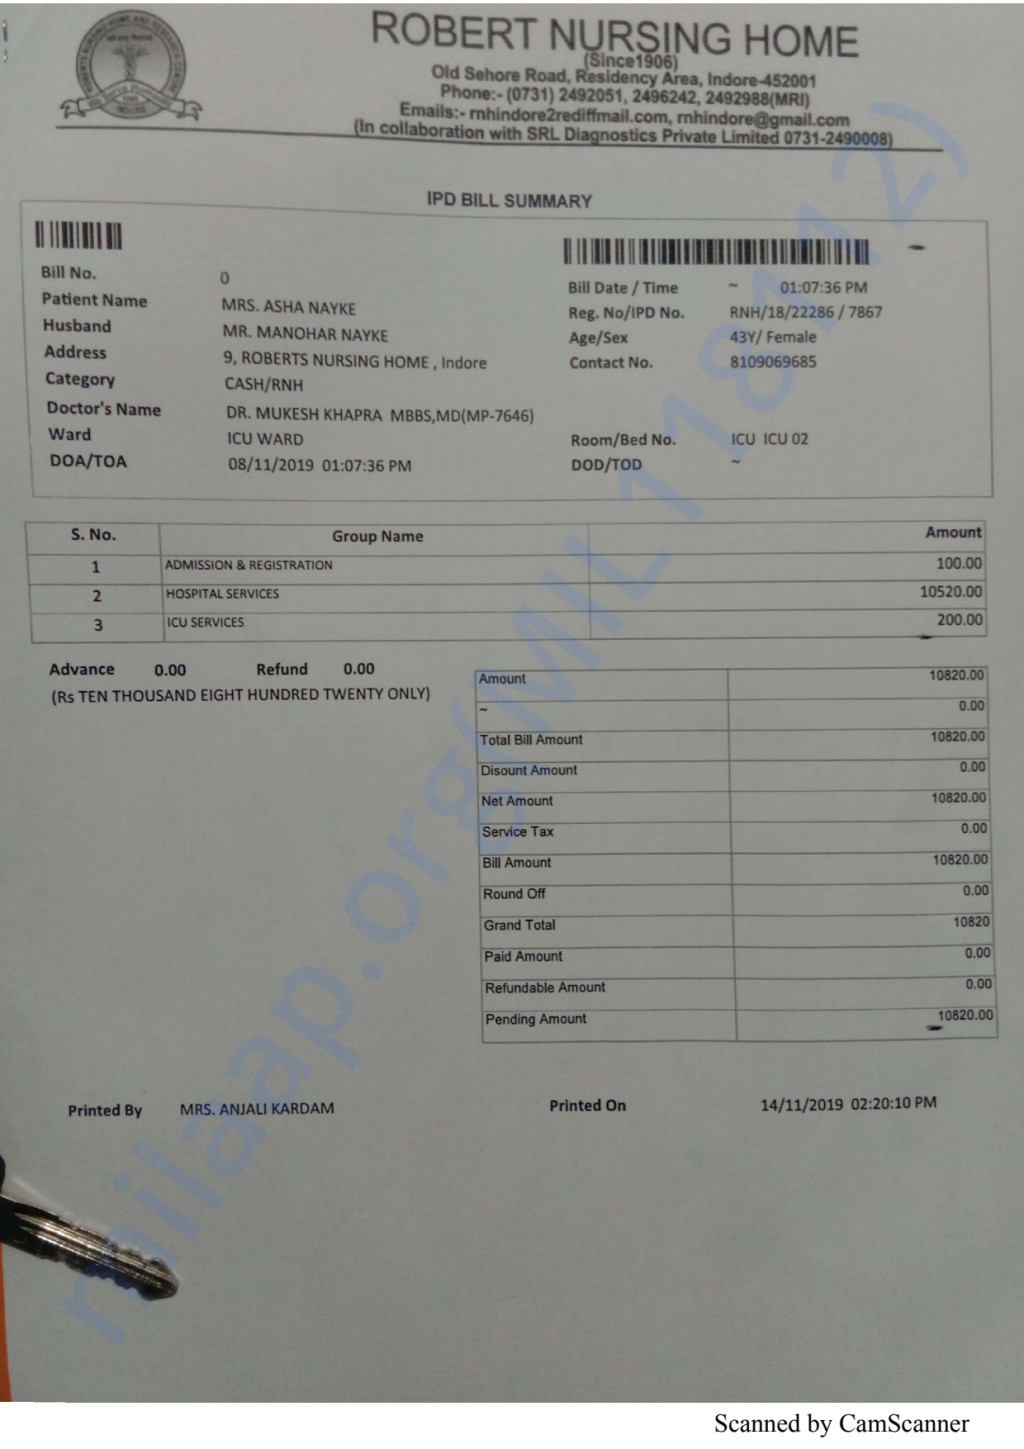 ROBERT NURSING HOME
(Since1906)
Old Sehore Road, Residency Area, Indore-452001
Phone:- (0731) 2492051, 2496242, 2492988(MRI)
Emails:- rnhindore2rediffmail.com, rnhindore@gmail.com
(In collaboration with SRL Diagnostics Private Limited 0731-2490008)
IPD BILL SUMMARY
Bill No. 0
Bill Date / Time ~ 01:07:36 PM
Patient Name MRS. ASHA NAYKE
Reg. No/IPD No. RNH/18/22286 / 7867
Husband MR. MANOHAR NAYKE
Age/Sex 43Y/ Female
Address 9, ROBERTS NURSING HOME , Indore
Contact No. 8109069685
Category CASH/RNH
Doctor's Name DR. MUKESH KHAPRA MBBS,MD(MP-7646)
Ward ICU WARD
Room/Bed No. ICU ICU 02
DOA/TOA 08/11/2019 01:07:36 PM
DOD/TOD ~
S. No. Group Name Amount
1 ADMISSION & REGISTRATION 100.00
2 HOSPITAL SERVICES 10520.00
3 ICU SERVICES 200.00
Advance 0.00 Refund 0.00
(Rs TEN THOUSAND EIGHT HUNDRED TWENTY ONLY)
Amount 10820.00
~ 0.00
Total Bill Amount 10820.00
Disount Amount 0.00
Net Amount 10820.00
Service Tax 0.00
Bill Amount 10820.00
Round Off 0.00
Grand Total 10820
Paid Amount 0.00
Refundable Amount 0.00
Pending Amount 10820.00
Printed By MRS. ANJALI KARDAM
Printed On 14/11/2019 02:20:10 PM
milaap.org(MIL118112)
Scanned by CamScanner